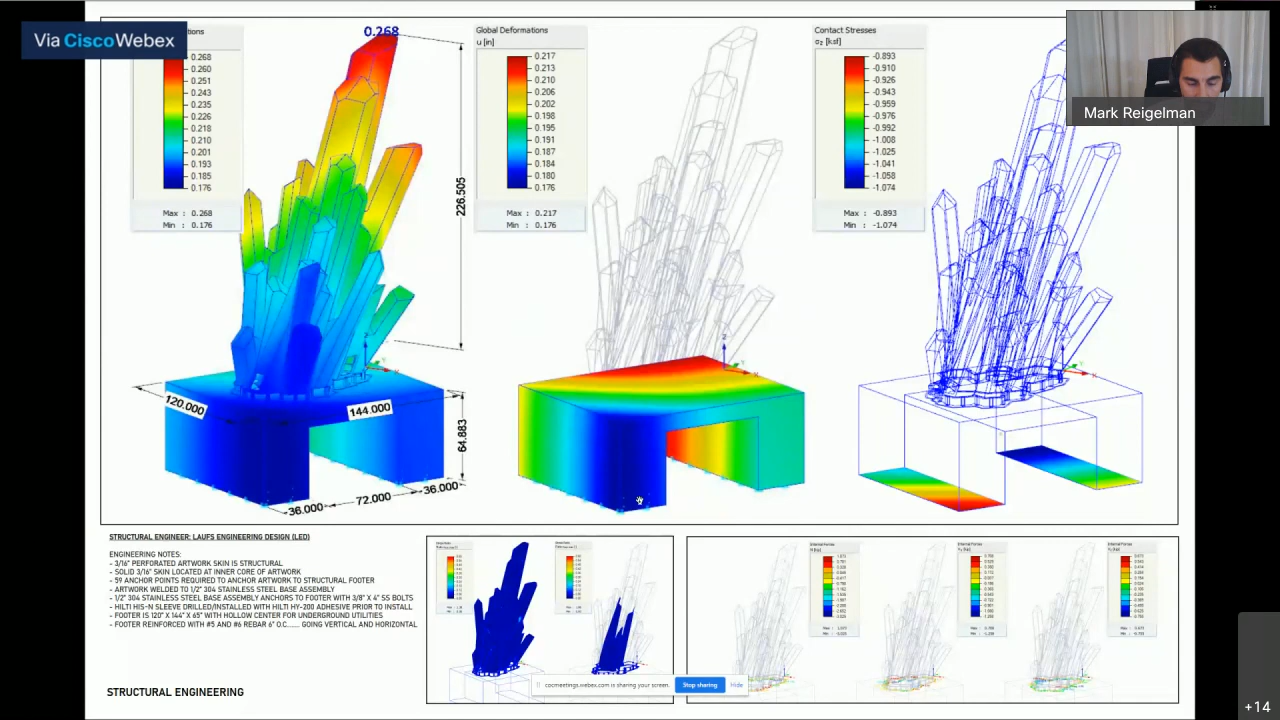 Via CiscoWebex
tions
0.268
0.260
0.251
0.243
0.235
0.226
0.218
0.210
0.201
0.193
0.185
0.176
Max : 0.268
Min : 0.176
0.268
226.505
120.000
144.000
64.883
36.000
72.000
36.000
Global Deformations
u [in]
0.217
0.213
0.210
0.206
0.202
0.198
0.195
0.191
0.187
0.184
0.180
0.176
Max : 0.217
Min : 0.176
Contact Stresses
σz [ksf]
-0.893
-0.910
-0.926
-0.943
-0.959
-0.976
-0.992
-1.008
-1.025
-1.041
-1.058
-1.074
Max : -0.893
Min : -1.074
Mark Reigelman
STRUCTURAL ENGINEER: LAUFS ENGINEERING DESIGN (LED)
ENGINEERING NOTES:
- 3/16" PERFORATED ARTWORK SKIN IS STRUCTURAL
- SOLID 3/16" SKIN LOCATED AT INNER CORE OF ARTWORK
- 59 ANCHOR POINTS REQUIRED TO ANCHOR ARTWORK TO STRUCTURAL FOOTER
- ARTWORK WELDED TO 1/2" 304 STAINLESS STEEL BASE ASSEMBLY
- 1/2" 304 STAINLESS STEEL BASE ASSEMBLY ANCHORS TO FOOTER WITH 3/8" X 4" SS BOLTS
- HILTI HIS-N SLEEVE DRILLED/INSTALLED WITH HILTI HY-200 ADHESIVE PRIOR TO INSTALL
- FOOTER IS 120" X 144" X 65" WITH HOLLOW CENTER FOR UNDERGROUND UTILITIES
- FOOTER REINFORCED WITH #5 AND #6 REBAR 6" O.C...... GOING VERTICAL AND HORIZONTAL
STRUCTURAL ENGINEERING
cocmeetings.webex.com is sharing your screen.
Stop sharing
Hide
+14